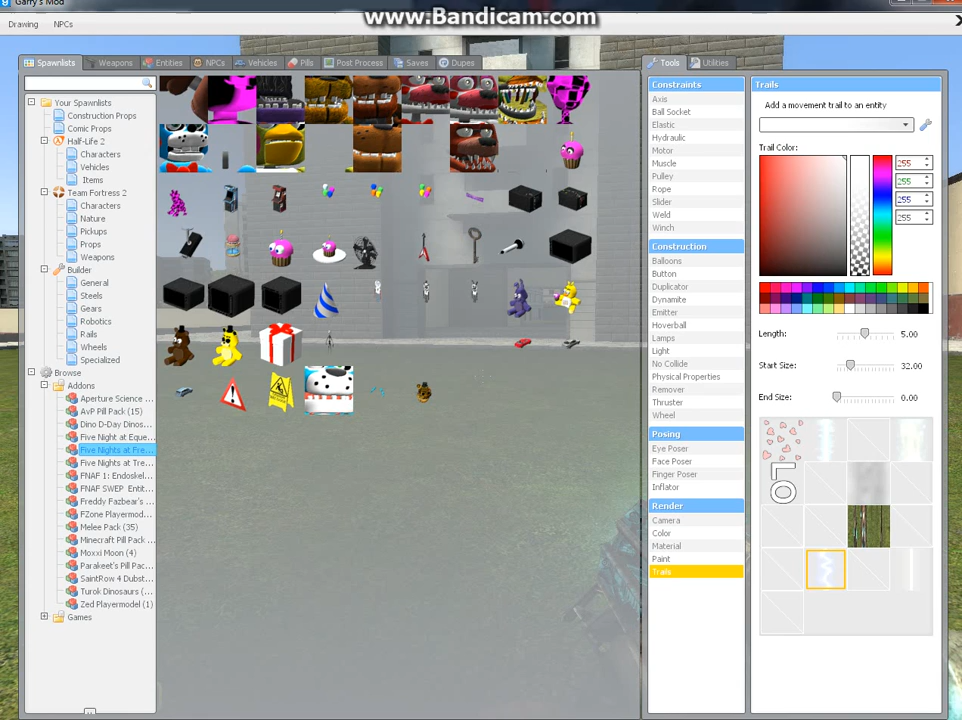 Garry's Mod
www.Bandicam.com
Drawing NPCs
Spawnlists Weapons Entities NPCs Vehicles Pills Post Process Saves Dupes
Tools Utilities
Your Spawnlists
Construction Props
Comic Props
Half-Life 2
Characters
Vehicles
Items
Team Fortress 2
Characters
Nature
Pickups
Props
Weapons
Builder
General
Steels
Gears
Robotics
Rails
Wheels
Specialized
Browse
Addons
Aperture Science ...
AvP Pill Pack (15)
Dino D-Day Dinos...
Five Night at Eque...
Five Nights at Fre...
Five Nights at Tre...
FNAF 1: Endoskel...
FNAF SWEP Entit...
Freddy Fazbear's ...
FZone Playermod...
Melee Pack (35)
Minecraft Pill Pack ...
Moxxi Moon (4)
Parakeet's Pill Pac...
SaintRow 4 Dubst...
Turok Dinosaurs (...
Zed Playermodel (1)
Games
Constraints
Axis
Ball Socket
Elastic
Hydraulic
Motor
Muscle
Pulley
Rope
Slider
Weld
Winch
Construction
Balloons
Button
Duplicator
Dynamite
Emitter
Hoverball
Lamps
Light
No Collide
Physical Properties
Remover
Thruster
Wheel
Posing
Eye Poser
Face Poser
Finger Poser
Inflator
Render
Camera
Color
Material
Paint
Trails
Trails
Add a movement trail to an entity
Trail Color:
255
255
255
255
Length: 5.00
Start Size: 32.00
End Size: 0.00